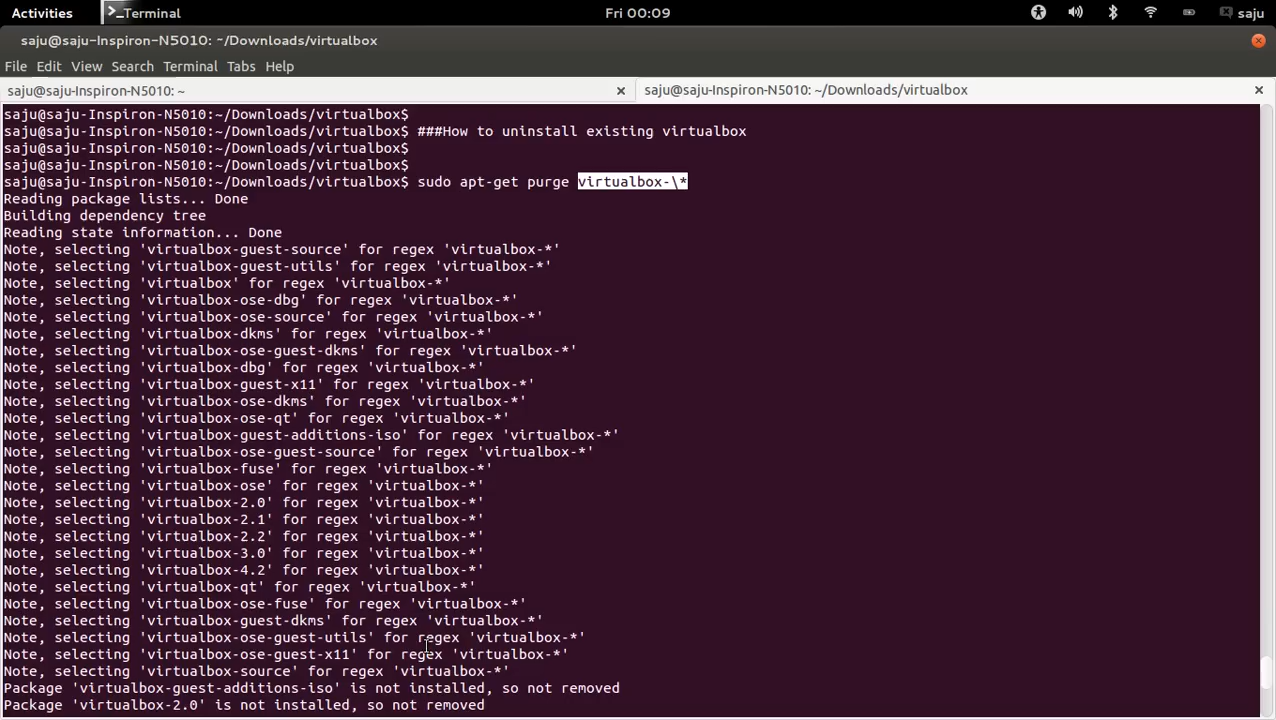 Activities Terminal Fri 00:09 saju
saju@saju-Inspiron-N5010: ~/Downloads/virtualbox
File Edit View Search Terminal Tabs Help
saju@saju-Inspiron-N5010: ~ saju@saju-Inspiron-N5010: ~/Downloads/virtualbox
saju@saju-Inspiron-N5010:~/Downloads/virtualbox$
saju@saju-Inspiron-N5010:~/Downloads/virtualbox$ ###How to uninstall existing virtualbox
saju@saju-Inspiron-N5010:~/Downloads/virtualbox$
saju@saju-Inspiron-N5010:~/Downloads/virtualbox$
saju@saju-Inspiron-N5010:~/Downloads/virtualbox$ sudo apt-get purge virtualbox-\*
Reading package lists... Done
Building dependency tree
Reading state information... Done
Note, selecting 'virtualbox-guest-source' for regex 'virtualbox-*'
Note, selecting 'virtualbox-guest-utils' for regex 'virtualbox-*'
Note, selecting 'virtualbox' for regex 'virtualbox-*'
Note, selecting 'virtualbox-ose-dbg' for regex 'virtualbox-*'
Note, selecting 'virtualbox-ose-source' for regex 'virtualbox-*'
Note, selecting 'virtualbox-dkms' for regex 'virtualbox-*'
Note, selecting 'virtualbox-ose-guest-dkms' for regex 'virtualbox-*'
Note, selecting 'virtualbox-dbg' for regex 'virtualbox-*'
Note, selecting 'virtualbox-guest-x11' for regex 'virtualbox-*'
Note, selecting 'virtualbox-ose-dkms' for regex 'virtualbox-*'
Note, selecting 'virtualbox-ose-qt' for regex 'virtualbox-*'
Note, selecting 'virtualbox-guest-additions-iso' for regex 'virtualbox-*'
Note, selecting 'virtualbox-ose-guest-source' for regex 'virtualbox-*'
Note, selecting 'virtualbox-fuse' for regex 'virtualbox-*'
Note, selecting 'virtualbox-ose' for regex 'virtualbox-*'
Note, selecting 'virtualbox-2.0' for regex 'virtualbox-*'
Note, selecting 'virtualbox-2.1' for regex 'virtualbox-*'
Note, selecting 'virtualbox-2.2' for regex 'virtualbox-*'
Note, selecting 'virtualbox-3.0' for regex 'virtualbox-*'
Note, selecting 'virtualbox-4.2' for regex 'virtualbox-*'
Note, selecting 'virtualbox-qt' for regex 'virtualbox-*'
Note, selecting 'virtualbox-ose-fuse' for regex 'virtualbox-*'
Note, selecting 'virtualbox-guest-dkms' for regex 'virtualbox-*'
Note, selecting 'virtualbox-ose-guest-utils' for regex 'virtualbox-*'
Note, selecting 'virtualbox-ose-guest-x11' for regex 'virtualbox-*'
Note, selecting 'virtualbox-source' for regex 'virtualbox-*'
Package 'virtualbox-guest-additions-iso' is not installed, so not removed
Package 'virtualbox-2.0' is not installed, so not removed